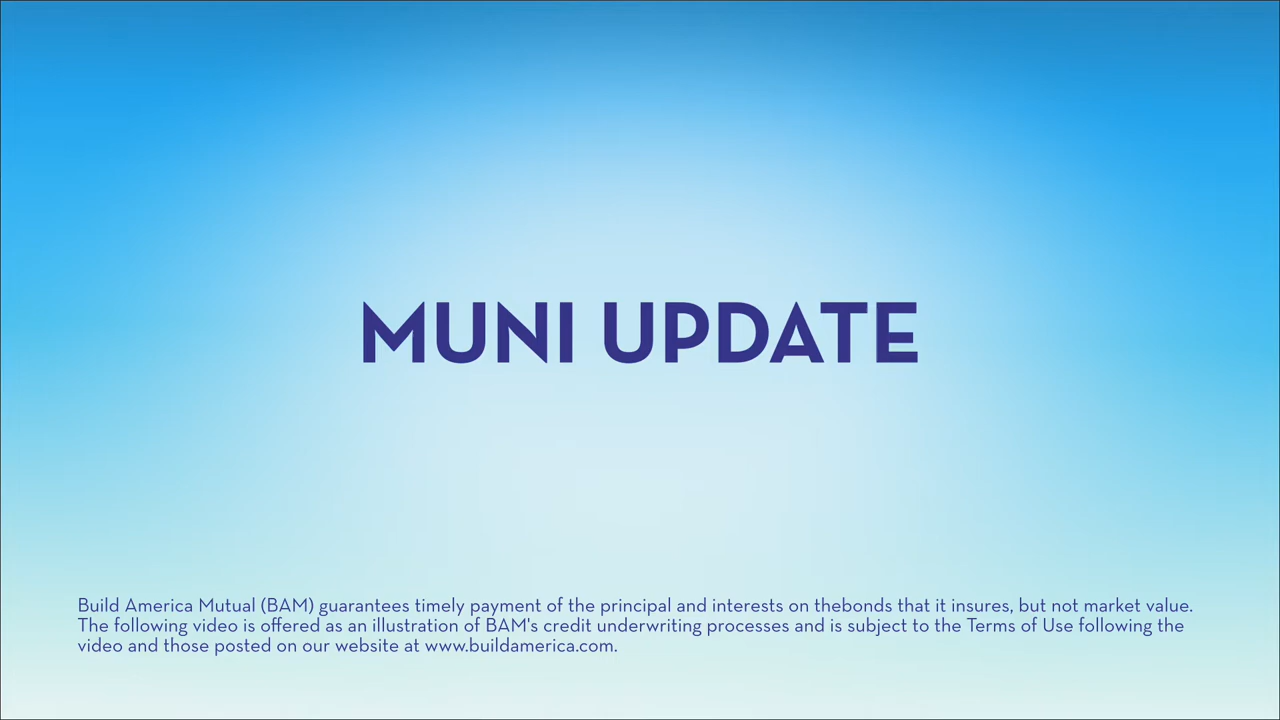 MUNI UPDATE
Build America Mutual (BAM) guarantees timely payment of the principal and interests on thebonds that it insures, but not market value.
The following video is offered as an illustration of BAM's credit underwriting processes and is subject to the Terms of Use following the
video and those posted on our website at www.buildamerica.com.